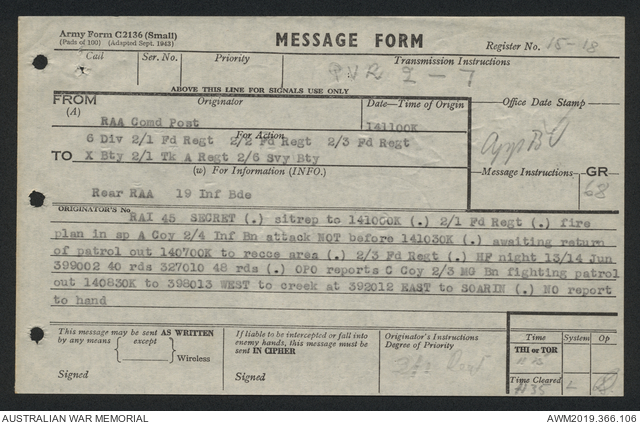 Army Form C2136 (Small)
(Pads of 100) (Adapted Sept. 1943)
MESSAGE FORM
Register No. 15-18
Call Ser. No. Priority Transmission Instructions
ABOVE THIS LINE FOR SIGNALS USE ONLY
FROM
(A)
Originator Date—Time of Origin Office Date Stamp
RAA Comd Post 141100K
For Action
6 Div 2/1 Fd Regt 2/2 Fd Regt 2/3 Fd Regt
TO X Bty 2/1 Tk A Regt 2/6 Svy Bty
Message Instructions GR
68
(w) For Information (INFO.)
Rear RAA 19 Inf Bde
ORIGINATOR'S No RAI 45 SECRET (.) sitrep to 141000K (.) 2/1 Fd Regt (.) fire
plan in sp A Coy 2/4 Inf Bn attack NOT before 141030K (.) awaiting return
of patrol out 140700K to recce area (.) 2/3 Fd Regt (.) HF night 13/14 Jun
399002 40 rds 327010 48 rds (.) OPO reports C Coy 2/3 MG Bn fighting patrol
out 140830K to 398013 WEST to creek at 392012 EAST to SOARIN (.) NO report
to hand
This message may be sent AS WRITTEN
by any means except
Wireless
Signed
If liable to be intercepted or fall into
enemy hands, this message must be
sent IN CIPHER
Signed
Originator's Instructions
Degree of Priority
Time System Op
THI or TOR
Time Cleared
1135 L
AUSTRALIAN WAR MEMORIAL AWM2019.366.106